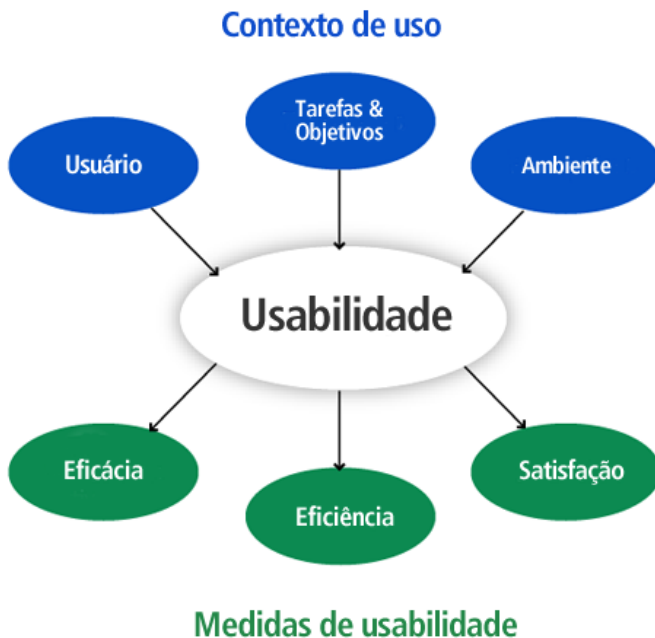 Contexto de uso
Tarefas &
Objetivos
Usuário
Ambiente
Usabilidade
Eficácia
Eficiência
Satisfação
Medidas de usabilidade